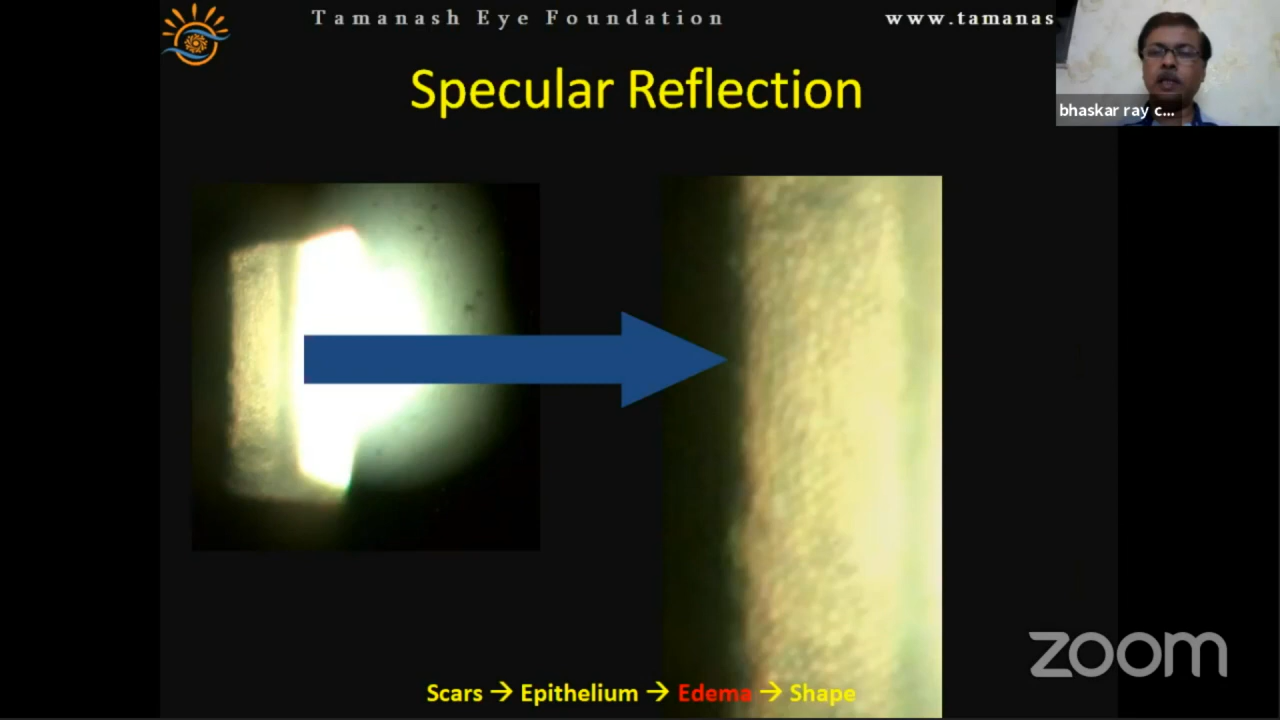 Tamanash Eye Foundation
www.tamanas
bhaskar ray c...
Specular Reflection
Scars → Epithelium → Edema → Shape
zoom